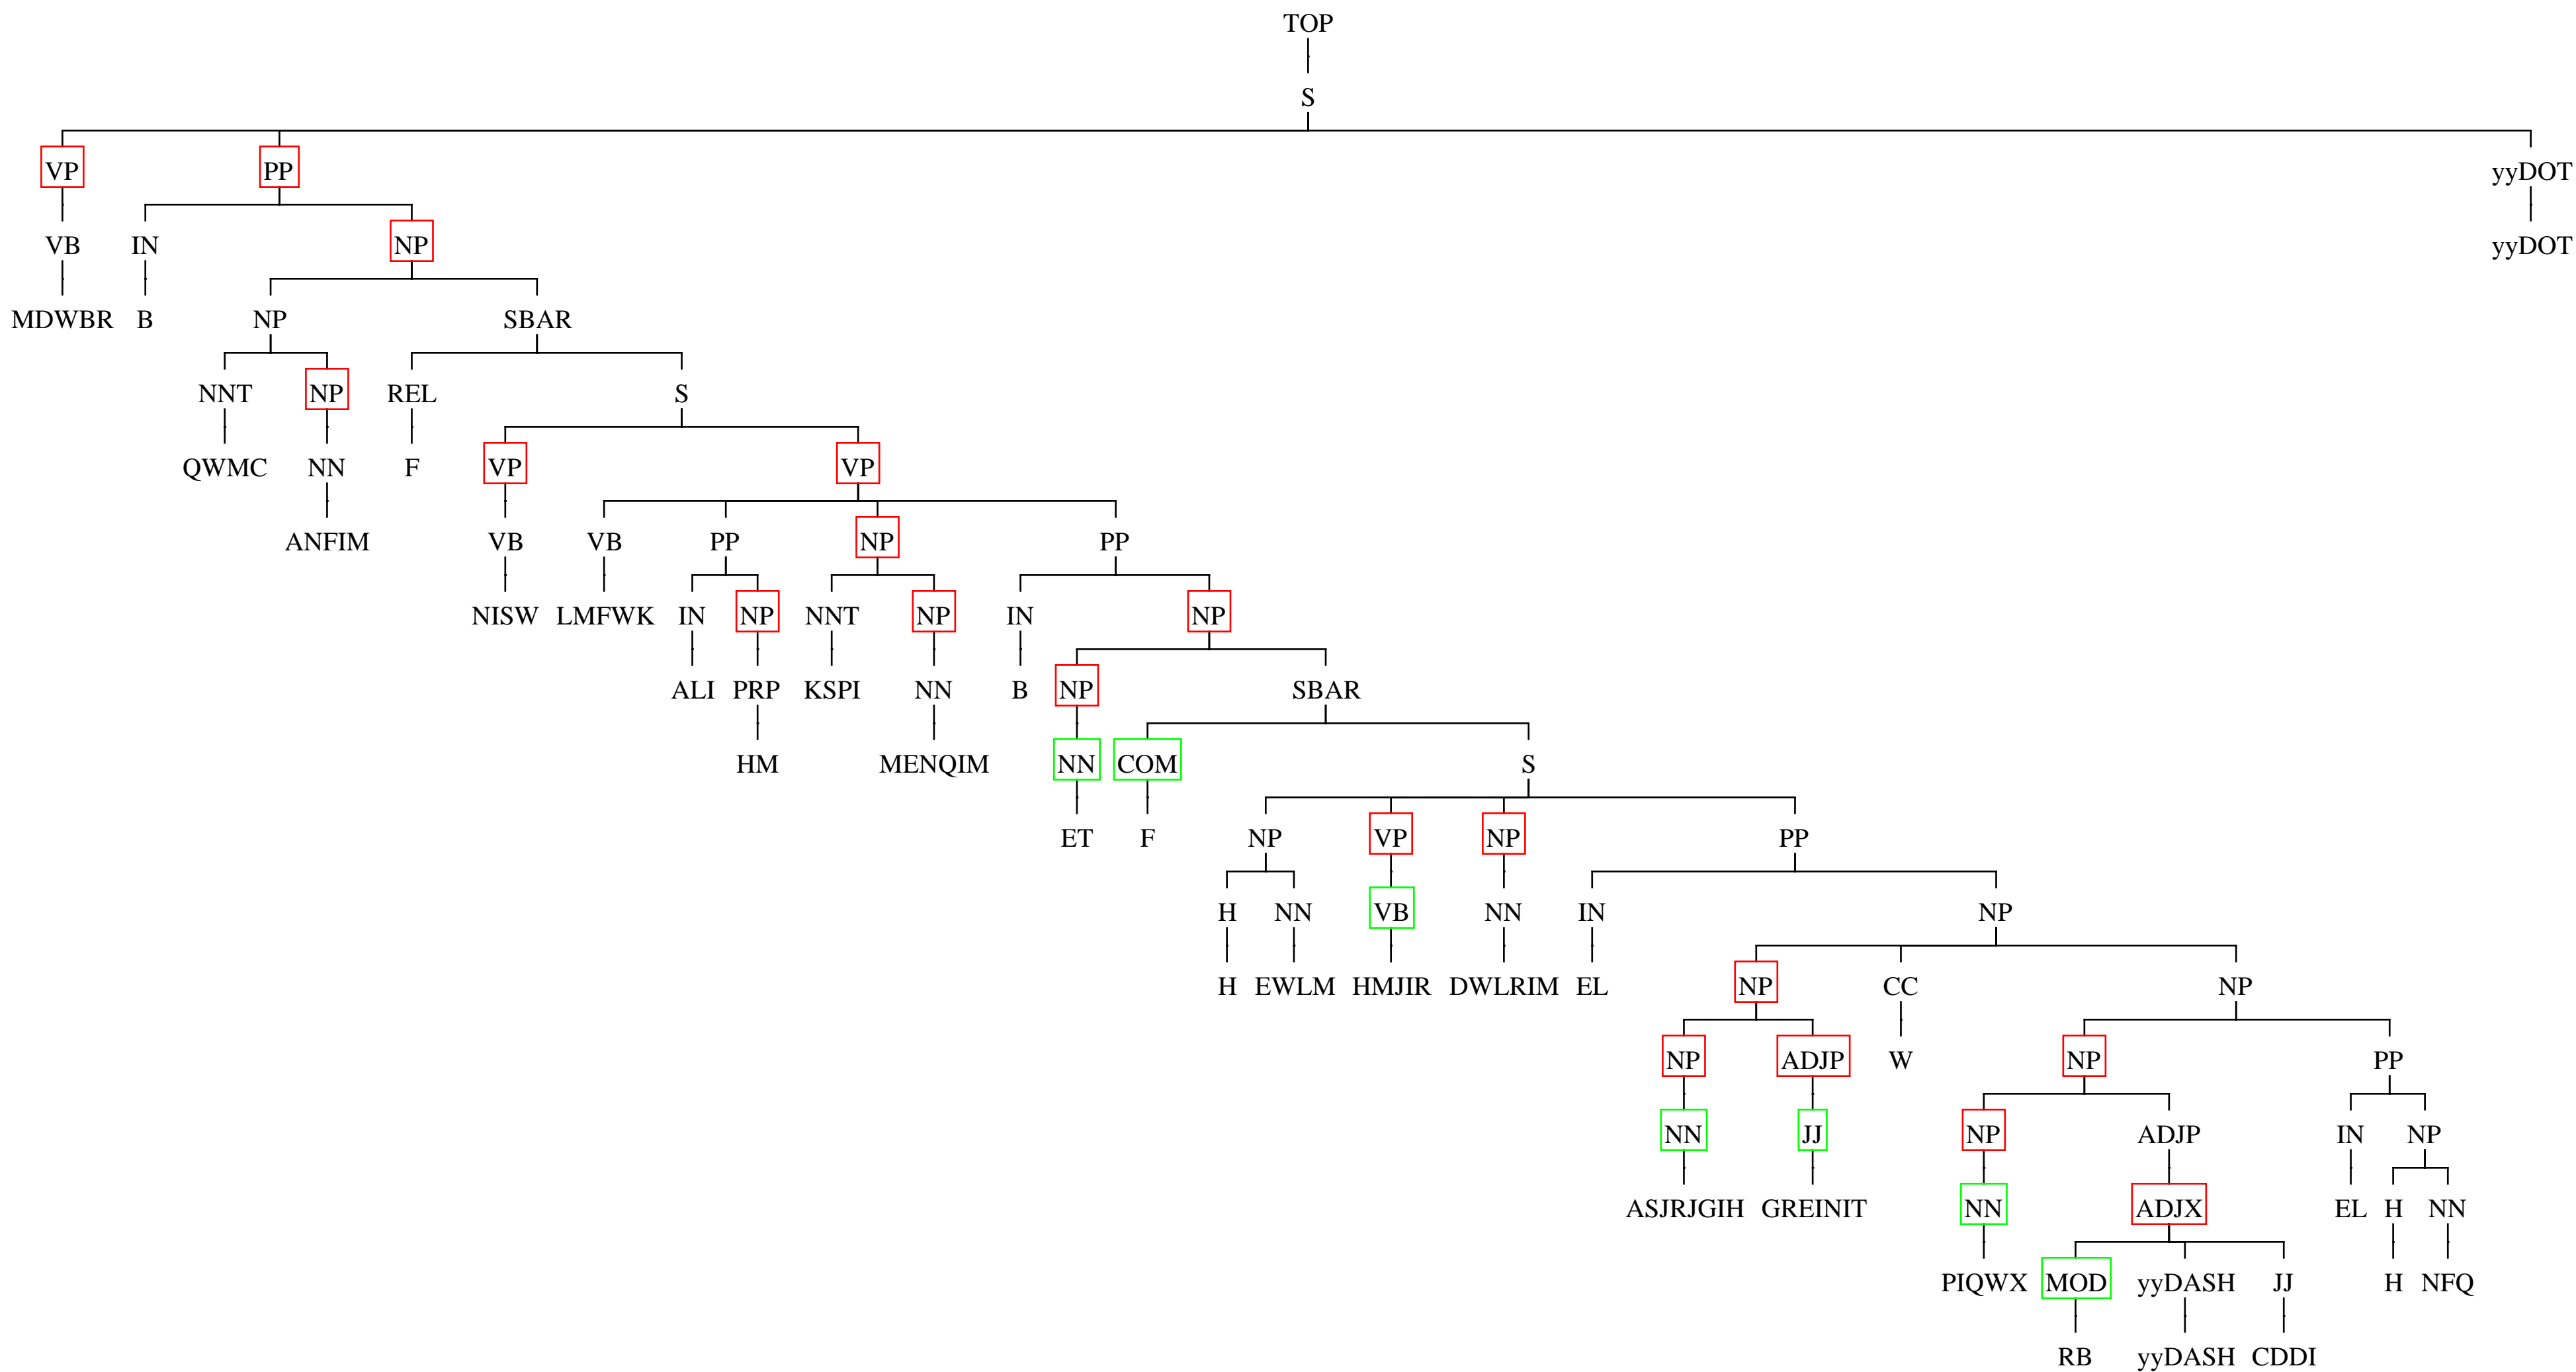 TOP
S
VP PP yyDOT
VB IN NP yyDOT
MDWBR B NP SBAR
NNT NP REL S
QWMC NN F VP VP
ANFIM VB VB PP NP PP
NISW LMFWK IN NP NNT NP IN NP
ALI PRP KSPI NN B NP SBAR
HM MENQIM NN COM S
ET F NP VP NP PP
H NN VB NN IN NP
H EWLM HMJIR DWLRIM EL NP CC NP
NP ADJP W NP PP
NN JJ NP ADJP IN NP
ASJRJGIH GREINIT NN ADJX EL H NN
PIQWX MOD yyDASH JJ H NFQ
RB yyDASH CDDI